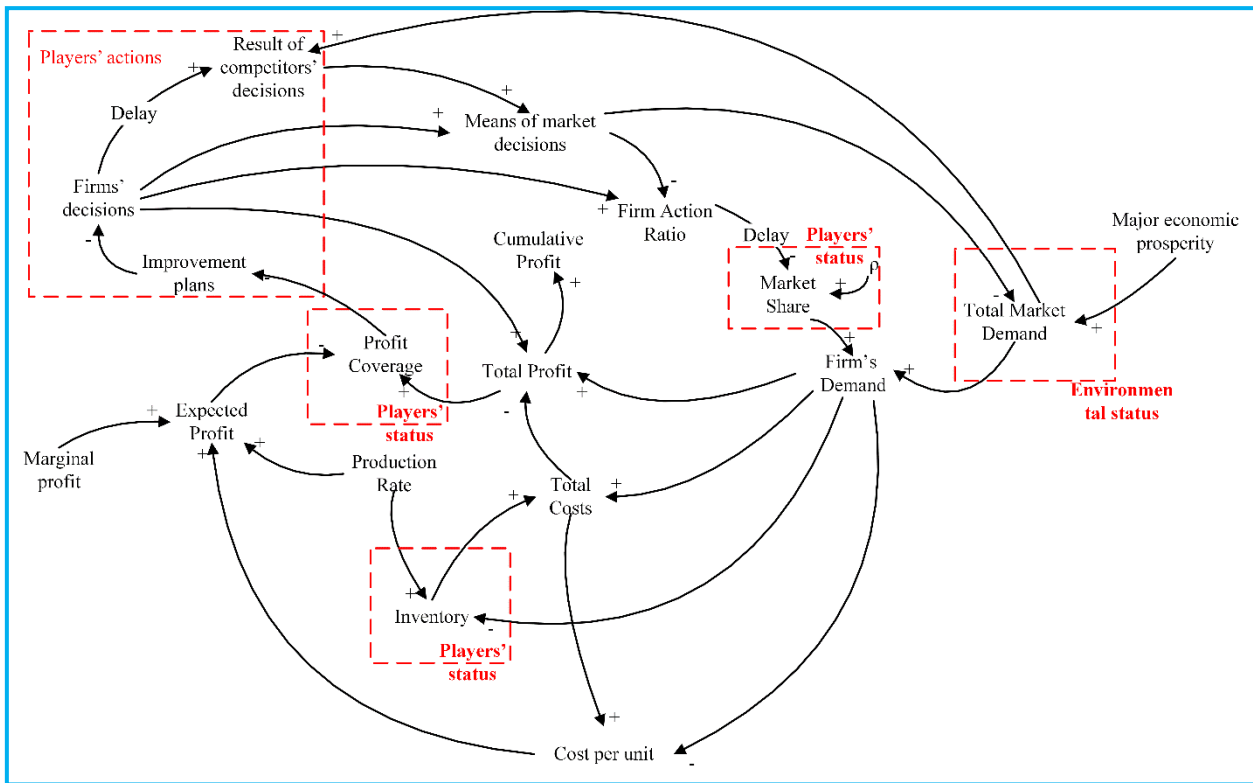 Players' actions
Result of
competitors'
decisions
+
+
Delay
+
+
Means of market
decisions
Firms'
decisions
-
+
Firm Action
Ratio
-
Delay
Players'
status
-
ρ
+
Market
Share
Major economic
prosperity
-
Total Market
Demand
+
Environmen
tal status
Improvement
plans
-
Cumulative
Profit
+
Profit
Coverage
-
+
Players'
status
+
Total Profit
+
-
+
Firm's
Demand
+
+
Expected
Profit
+
+
Marginal
profit
Production
Rate
+
Total
Costs
+
+
Inventory
-
Players'
status
+
Cost per unit
-